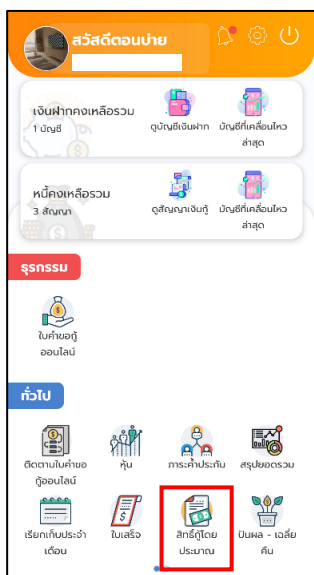 สวัสดีตอนบ่าย
เงินฝากคงเหลือรวม
1 บัญชี
ดูบัญชีเงินฝาก
บัญชีที่เคลื่อนไหว
ล่าสุด
หนี้คงเหลือรวม
3 สัญญา
ดูสัญญาเงินกู้
บัญชีที่เคลื่อนไหว
ล่าสุด
ธุรกรรม
ใบคำขอกู้
ออนไลน์
ทั่วไป
ติดตามใบคำขอ
กู้ออนไลน์
หุ้น
ภาระค้ำประกัน
สรุปยอดรวม
เรียกเก็บประจำ
เดือน
ใบเสร็จ
สิทธิ์กู้โดย
ประมาณ
ปันผล - เฉลี่ย
คืน